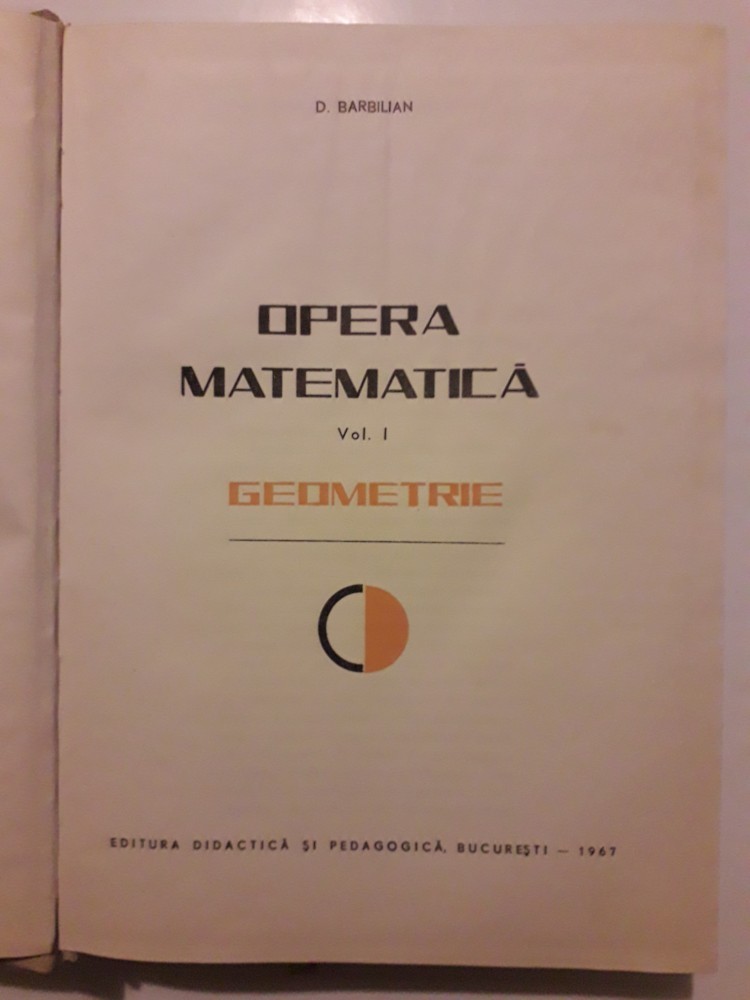 D. BARBILIAN
OPERA
MATEMATICĂ
Vol. I
GEOMETRIE
EDITURA DIDACTICĂ ȘI PEDAGOGICĂ, BUCUREȘTI — 1967